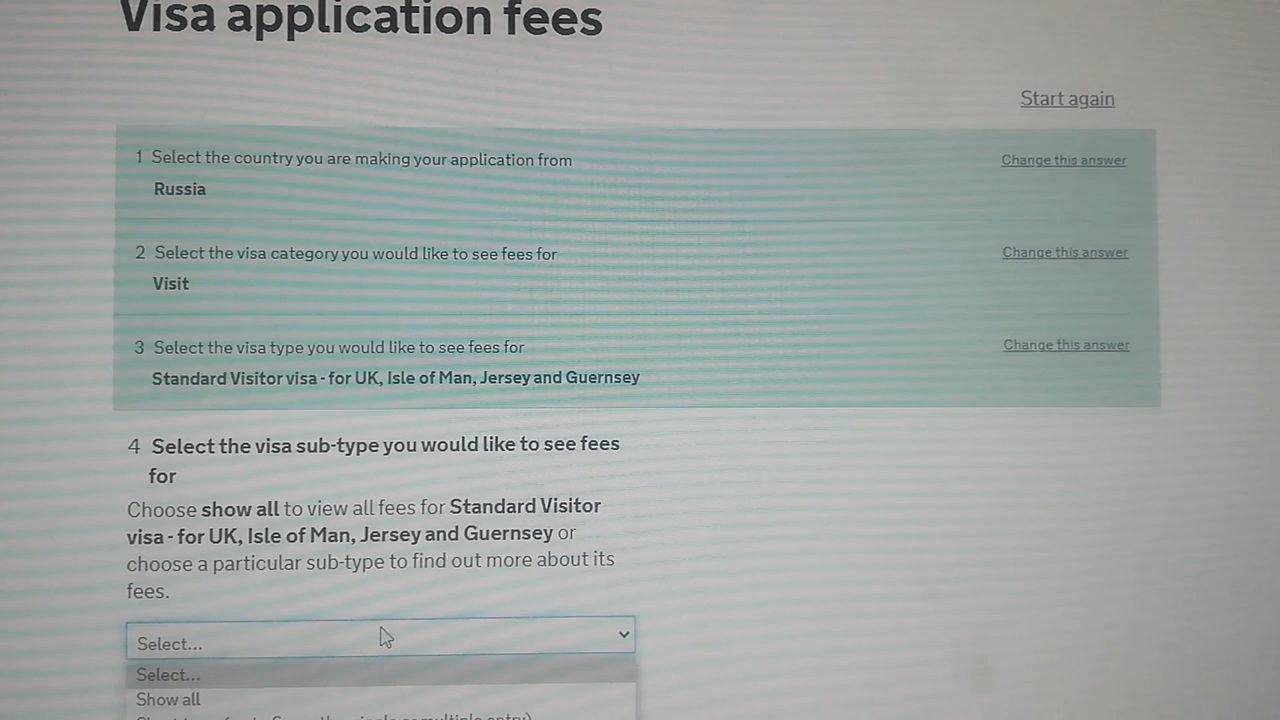 Visa application fees
Start again
1 Select the country you are making your application from
Change this answer
Russia
2 Select the visa category you would like to see fees for
Change this answer
Visit
3 Select the visa type you would like to see fees for
Change this answer
Standard Visitor visa - for UK, Isle of Man, Jersey and Guernsey
4 Select the visa sub-type you would like to see fees
for
Choose show all to view all fees for Standard Visitor
visa - for UK, Isle of Man, Jersey and Guernsey or
choose a particular sub-type to find out more about its
fees.
Select...
Select...
Show all